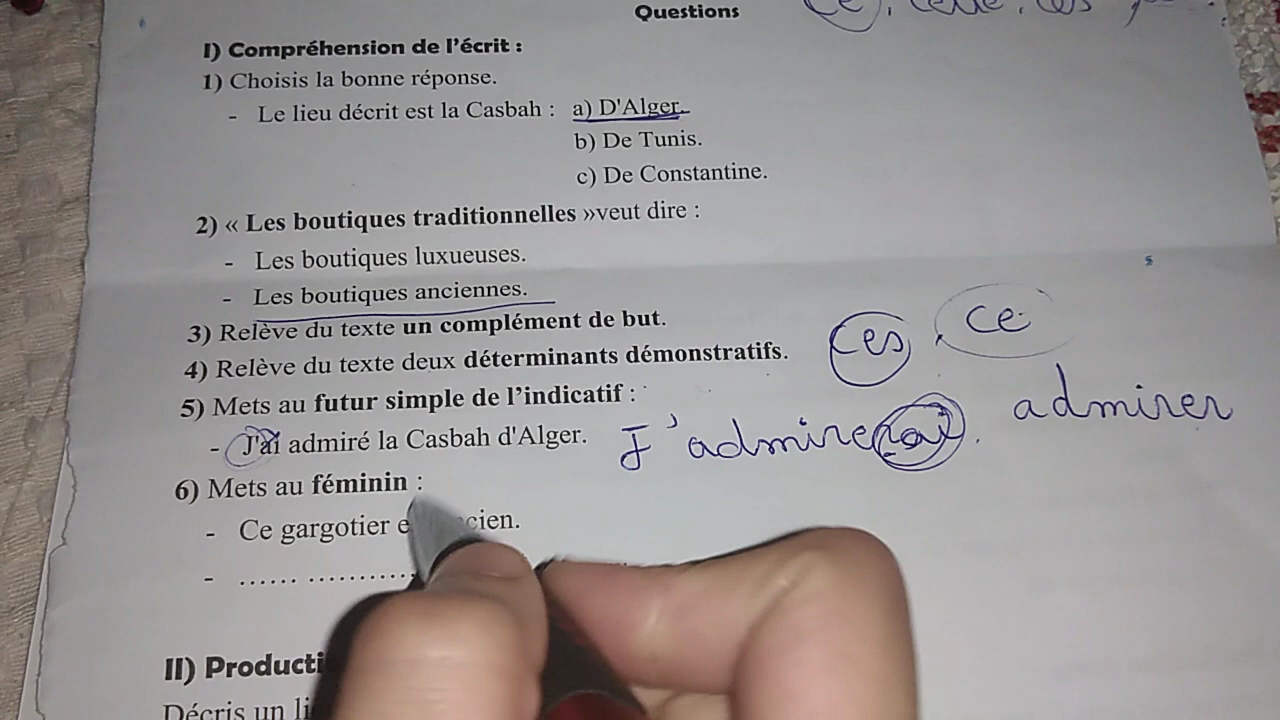 Questions
I) Compréhension de l'écrit :
1) Choisis la bonne réponse.
- Le lieu décrit est la Casbah : a) D'Alger.
b) De Tunis.
c) De Constantine.
2) « Les boutiques traditionnelles »veut dire :
- Les boutiques luxueuses.
- Les boutiques anciennes.
3) Relève du texte un complément de but.
4) Relève du texte deux déterminants démonstratifs.
ces, ce
5) Mets au futur simple de l'indicatif :
- J'ai admiré la Casbah d'Alger.
J'admirerai.
admirer
6) Mets au féminin :
- Ce gargotier
- ...... ............
II)
Décris un